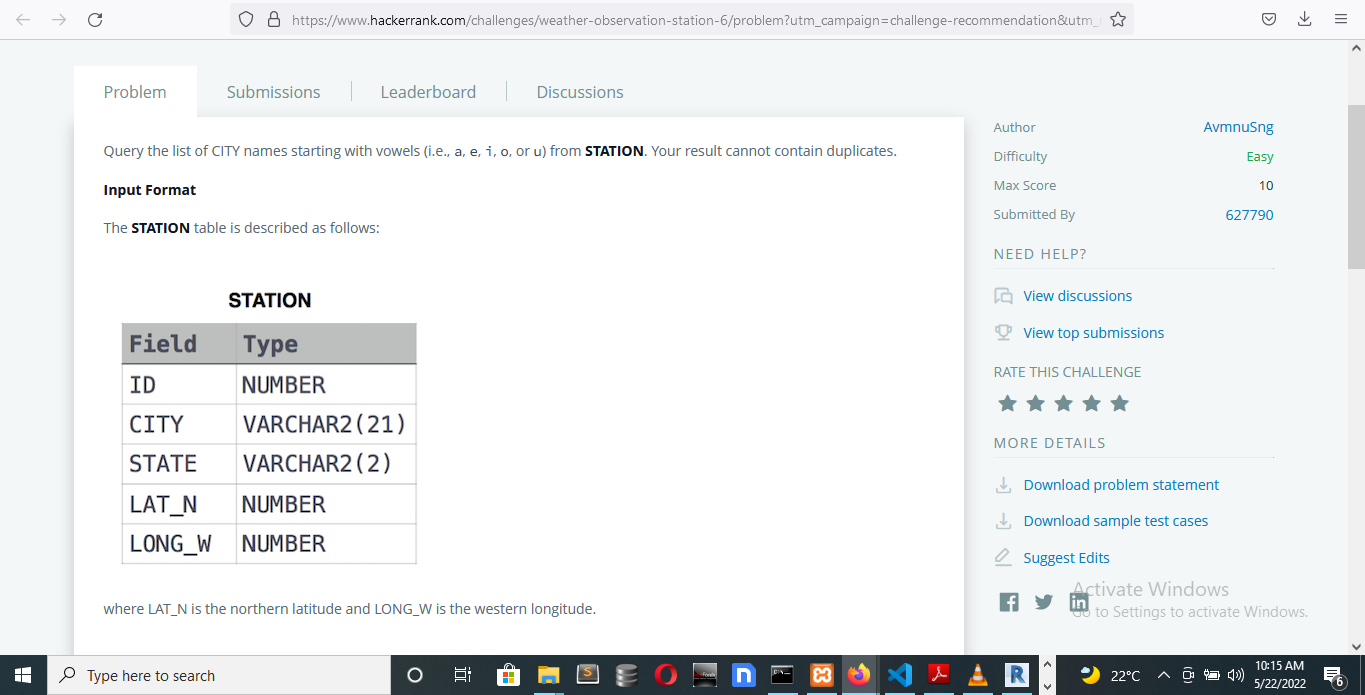 https://www.hackerrank.com/challenges/weather-observation-station-6/problem?utm_campaign=challenge-recommendation&utm_
Problem Submissions Leaderboard Discussions
Query the list of CITY names starting with vowels (i.e., a, e, i, o, or u) from STATION. Your result cannot contain duplicates.
Input Format
The STATION table is described as follows:
STATION
Field Type
ID NUMBER
CITY VARCHAR2(21)
STATE VARCHAR2(2)
LAT_N NUMBER
LONG_W NUMBER
where LAT_N is the northern latitude and LONG_W is the western longitude.
Author AvmnuSng
Difficulty Easy
Max Score 10
Submitted By 627790
NEED HELP?
View discussions
View top submissions
RATE THIS CHALLENGE
MORE DETAILS
Download problem statement
Download sample test cases
Suggest Edits
Activate Windows
Go to Settings to activate Windows.
Type here to search
22°C
10:15 AM
5/22/2022
6